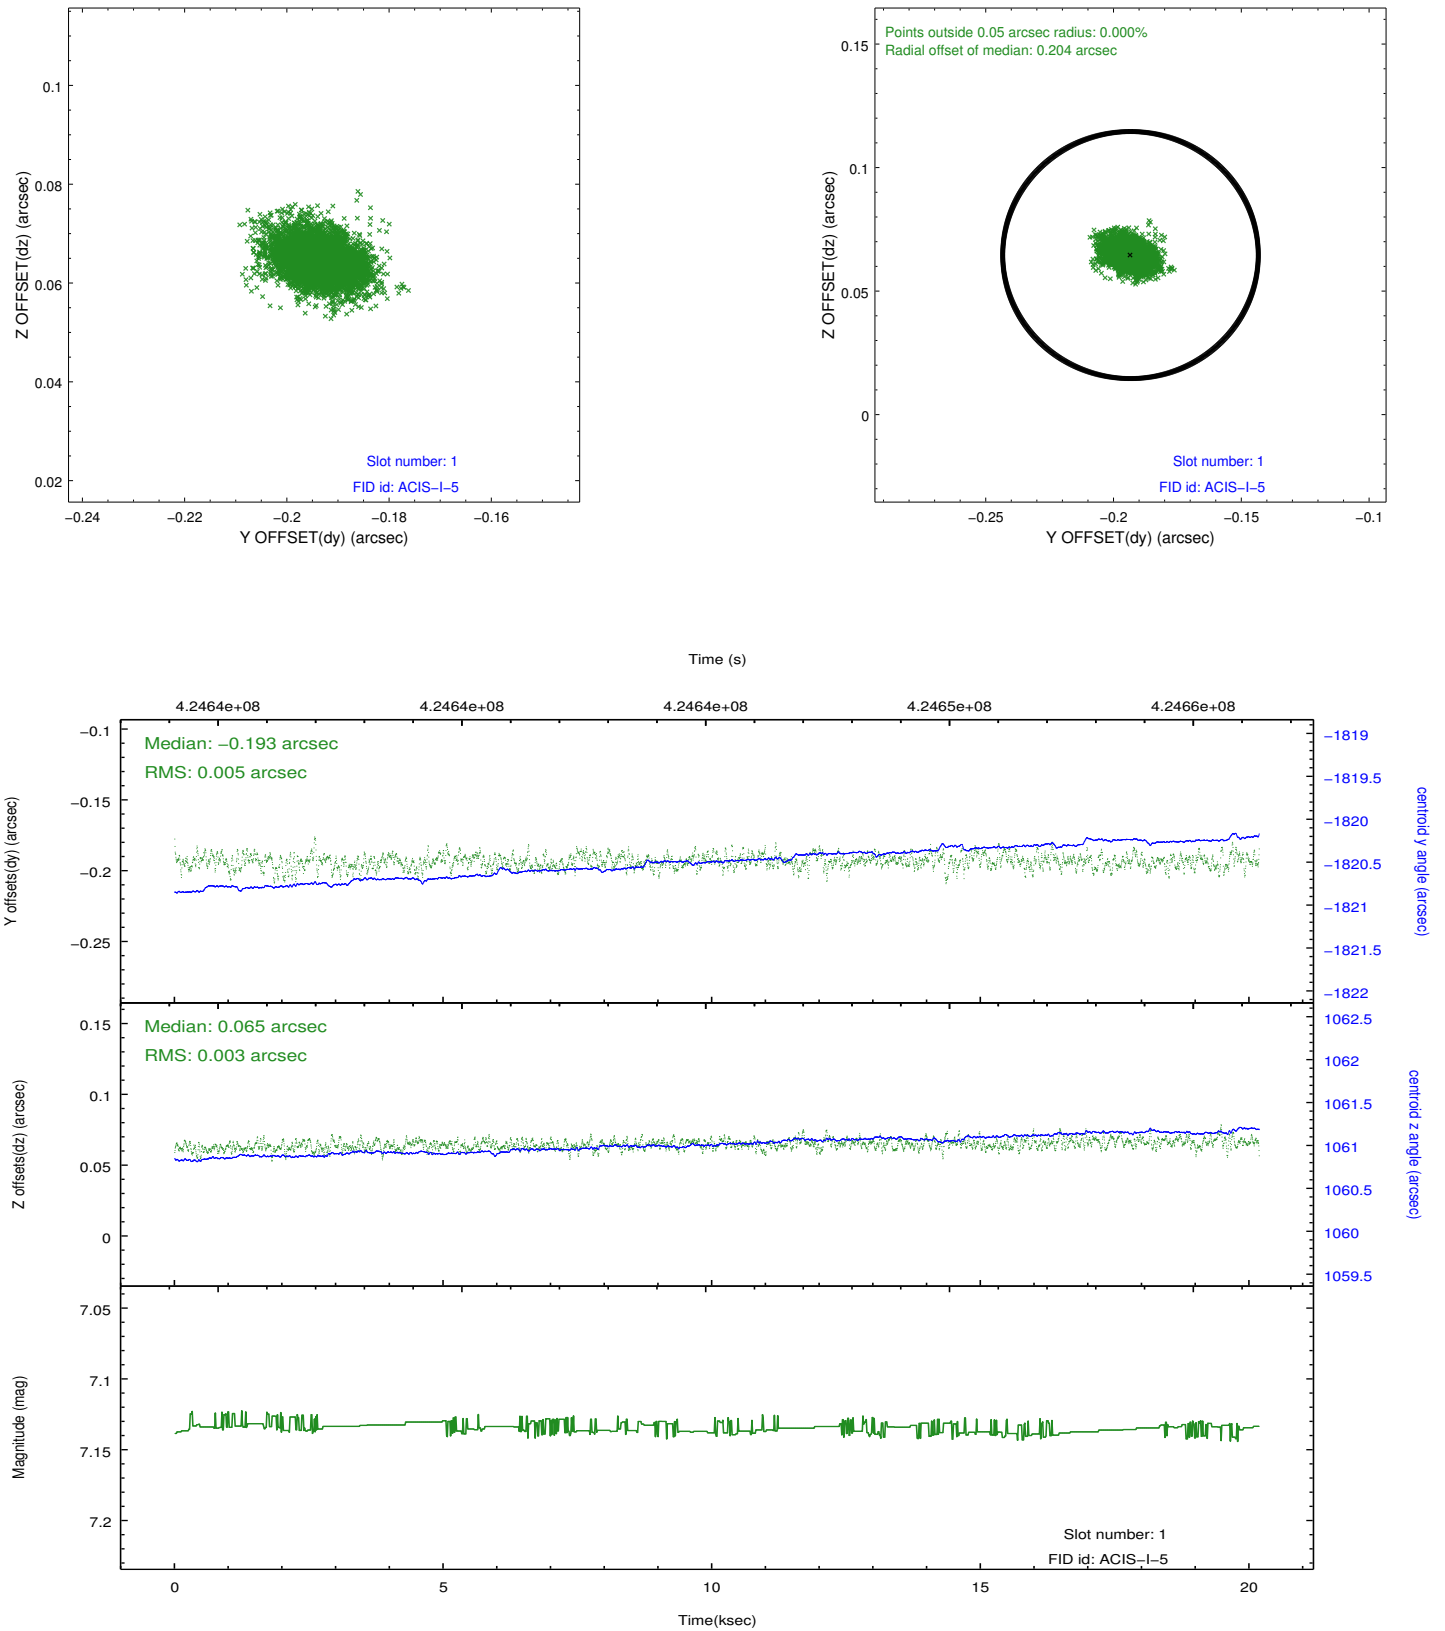 0.1
0.08
0.06
0.04
0.02
Z OFFSET(dz) (arcsec)
Slot number: 1
FID id: ACIS−I−5
−0.24
−0.22
−0.2
−0.18
−0.16
Y OFFSET(dy) (arcsec)
Points outside 0.05 arcsec radius: 0.000%
Radial offset of median: 0.204 arcsec
0.15
0.1
0.05
0
Z OFFSET(dz) (arcsec)
Slot number: 1
FID id: ACIS−I−5
−0.25
−0.2
−0.15
−0.1
Y OFFSET(dy) (arcsec)
Time (s)
4.2464e+08
4.2464e+08
4.2464e+08
4.2465e+08
4.2466e+08
−0.1
−0.15
−0.2
−0.25
Y offsets(dy) (arcsec)
Median: −0.193 arcsec
RMS: 0.005 arcsec
−1819
−1819.5
−1820
−1820.5
−1821
−1821.5
−1822
centroid y angle (arcsec)
0.15
0.1
0.05
0
Z offsets(dz) (arcsec)
Median: 0.065 arcsec
RMS: 0.003 arcsec
1062.5
1062
1061.5
1061
1060.5
1060
1059.5
centroid z angle (arcsec)
7.05
7.1
7.15
7.2
Magnitude (mag)
Slot number: 1
FID id: ACIS−I−5
0
5
10
15
20
Time(ksec)